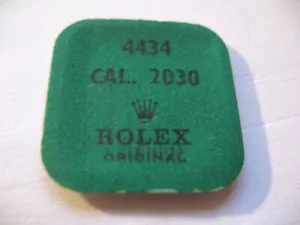 4434
CAL. 2030
ROLEX
ORIGINAL